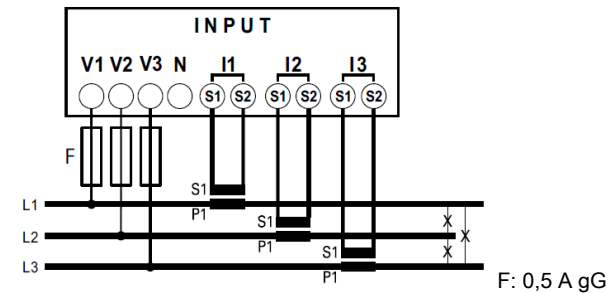 INPUT
V1 V2 V3 N I1 I2 I3
S1 S2 S1 S2 S1 S2
F
S1
L1
P1
S1
L2
P1
S1
L3
P1
X
X
X
F: 0,5 A gG